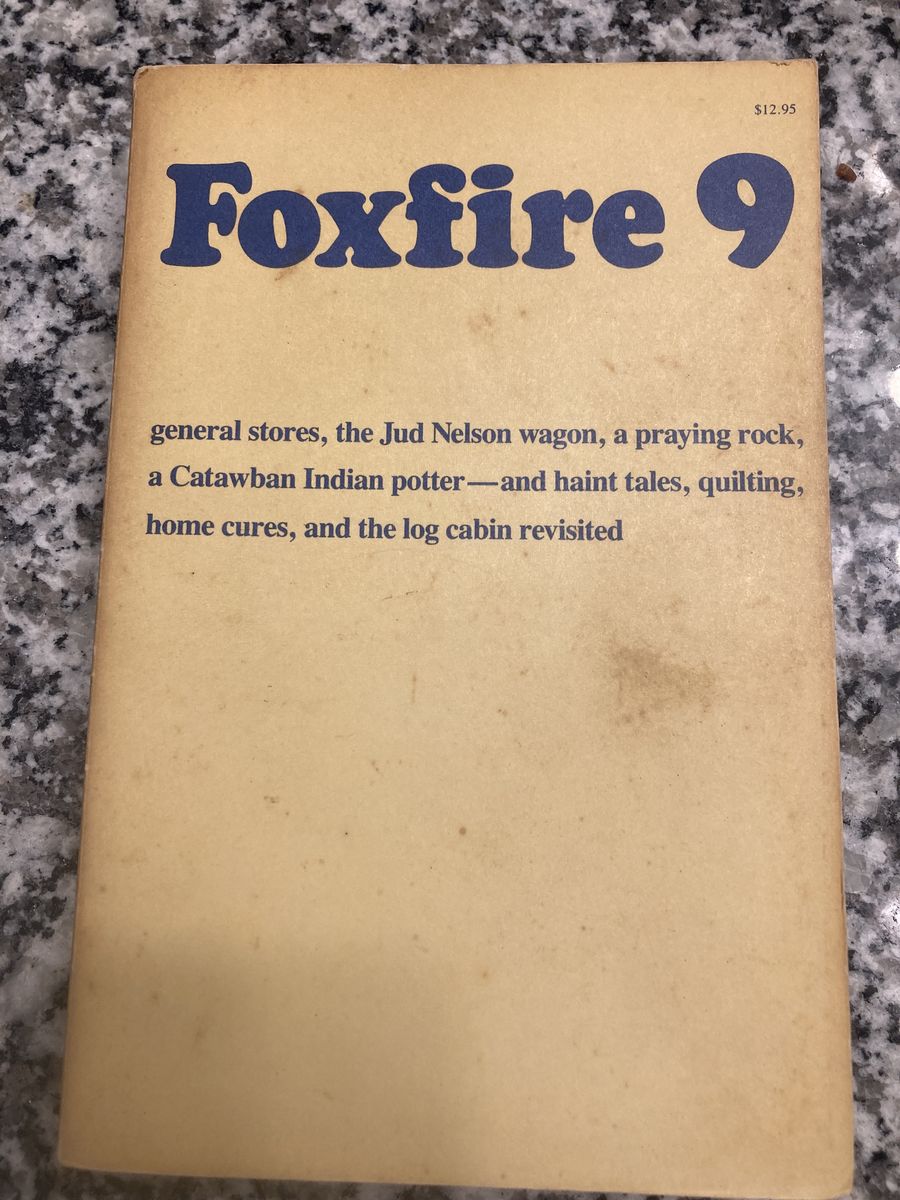 $12.95
Foxfire 9
general stores, the Jud Nelson wagon, a praying rock,
a Catawban Indian potter—and haint tales, quilting,
home cures, and the log cabin revisited